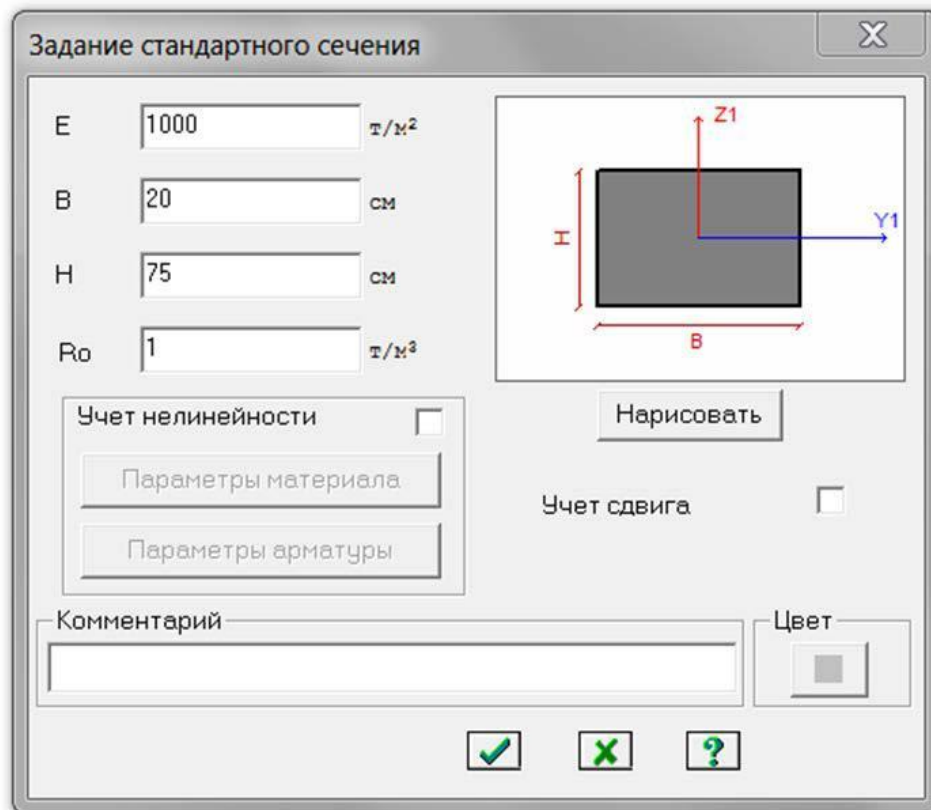 Задание стандартного сечения
E 1000 т/м²
B 20 см
H 75 см
Ro 1 т/м³
Z1
Y1
H
B
Нарисовать
Учет нелинейности
Параметры материала
Параметры арматуры
Учет сдвига
Комментарий
Цвет